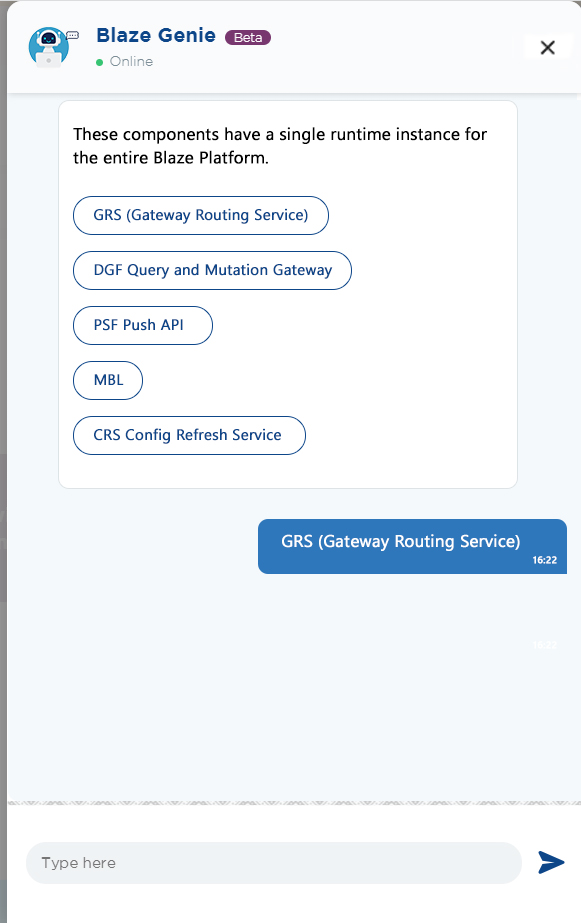 Blaze Genie Beta
Online
These components have a single runtime instance for
the entire Blaze Platform.
GRS (Gateway Routing Service)
DGF Query and Mutation Gateway
PSF Push API
MBL
CRS Config Refresh Service
GRS (Gateway Routing Service)
16:22
Type here